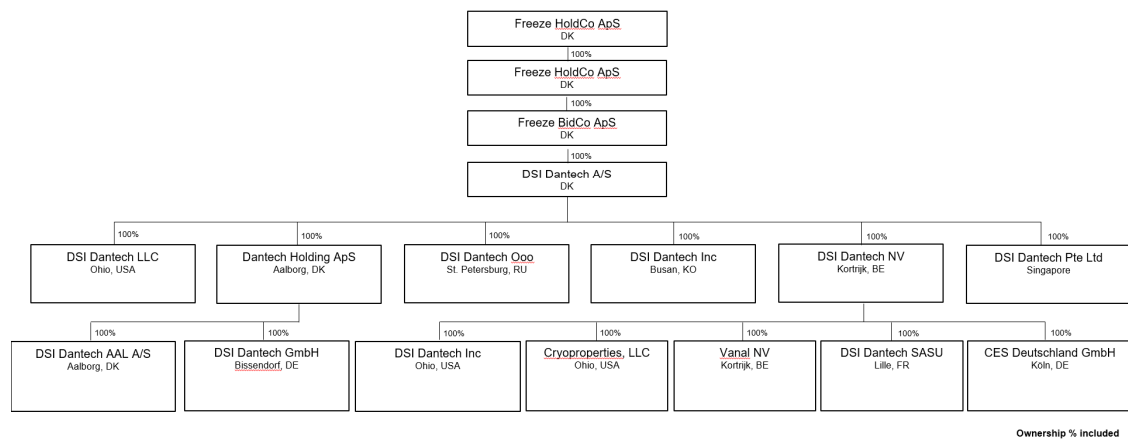 Freeze HoldCo ApS
DK
100%
Freeze HoldCo ApS
DK
100%
Freeze BidCo ApS
DK
100%
DSI Dantech A/S
DK
100%
100%
100%
100%
100%
100%
DSI Dantech LLC
Ohio, USA
Dantech Holding ApS
Aalborg, DK
DSI Dantech Ooo
St. Petersburg, RU
DSI Dantech Inc
Busan, KO
DSI Dantech NV
Kortrijk, BE
DSI Dantech Pte Ltd
Singapore
100%
100%
100%
100%
100%
100%
100%
DSI Dantech AAL A/S
Aalborg, DK
DSI Dantech GmbH
Bissendorf, DE
DSI Dantech Inc
Ohio, USA
Cryoproperties, LLC
Ohio, USA
Vanal NV
Kortrijk, BE
DSI Dantech SASU
Lille, FR
CES Deutschland GmbH
Köln, DE
Ownership % included